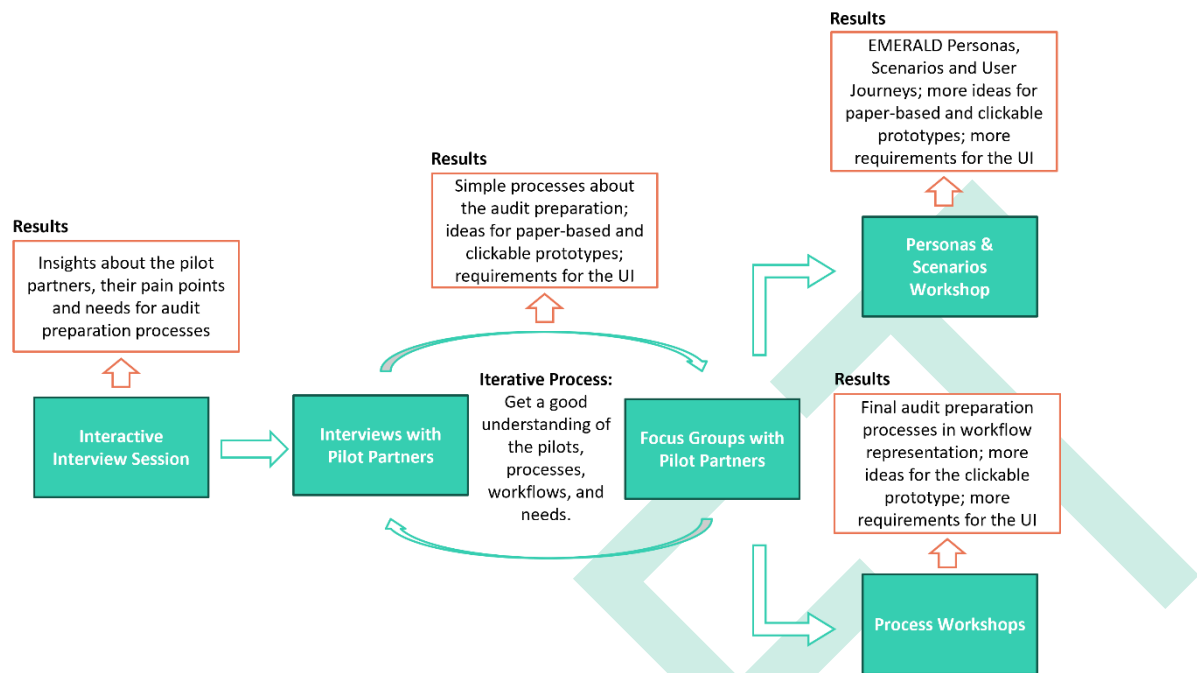 Results
Insights about the pilot
partners, their pain points
and needs for audit
preparation processes
Interactive
Interview Session
Interviews with
Pilot Partners
Results
Simple processes about
the audit preparation;
ideas for paper-based and
clickable prototypes;
requirements for the UI
Iterative Process:
Get a good
understanding of
the pilots,
processes,
workflows, and
needs.
Focus Groups with
Pilot Partners
Results
EMERALD Personas,
Scenarios and User
Journeys; more ideas for
paper-based and clickable
prototypes; more
requirements for the UI
Personas &
Scenarios
Workshop
Results
Final audit preparation
processes in workflow
representation; more
ideas for the clickable
prototype; more
requirements for the UI
Process Workshops